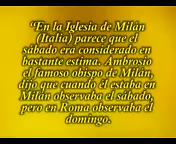 “En la Iglesia de Milán
(Italia) parece que el
sábado era considerado en
bastante estima. Ambrosio
el famoso obispo de Milán,
dijo que cuando él estaba en
Milán observaba el sábado,
pero en Roma observaba el
domingo.